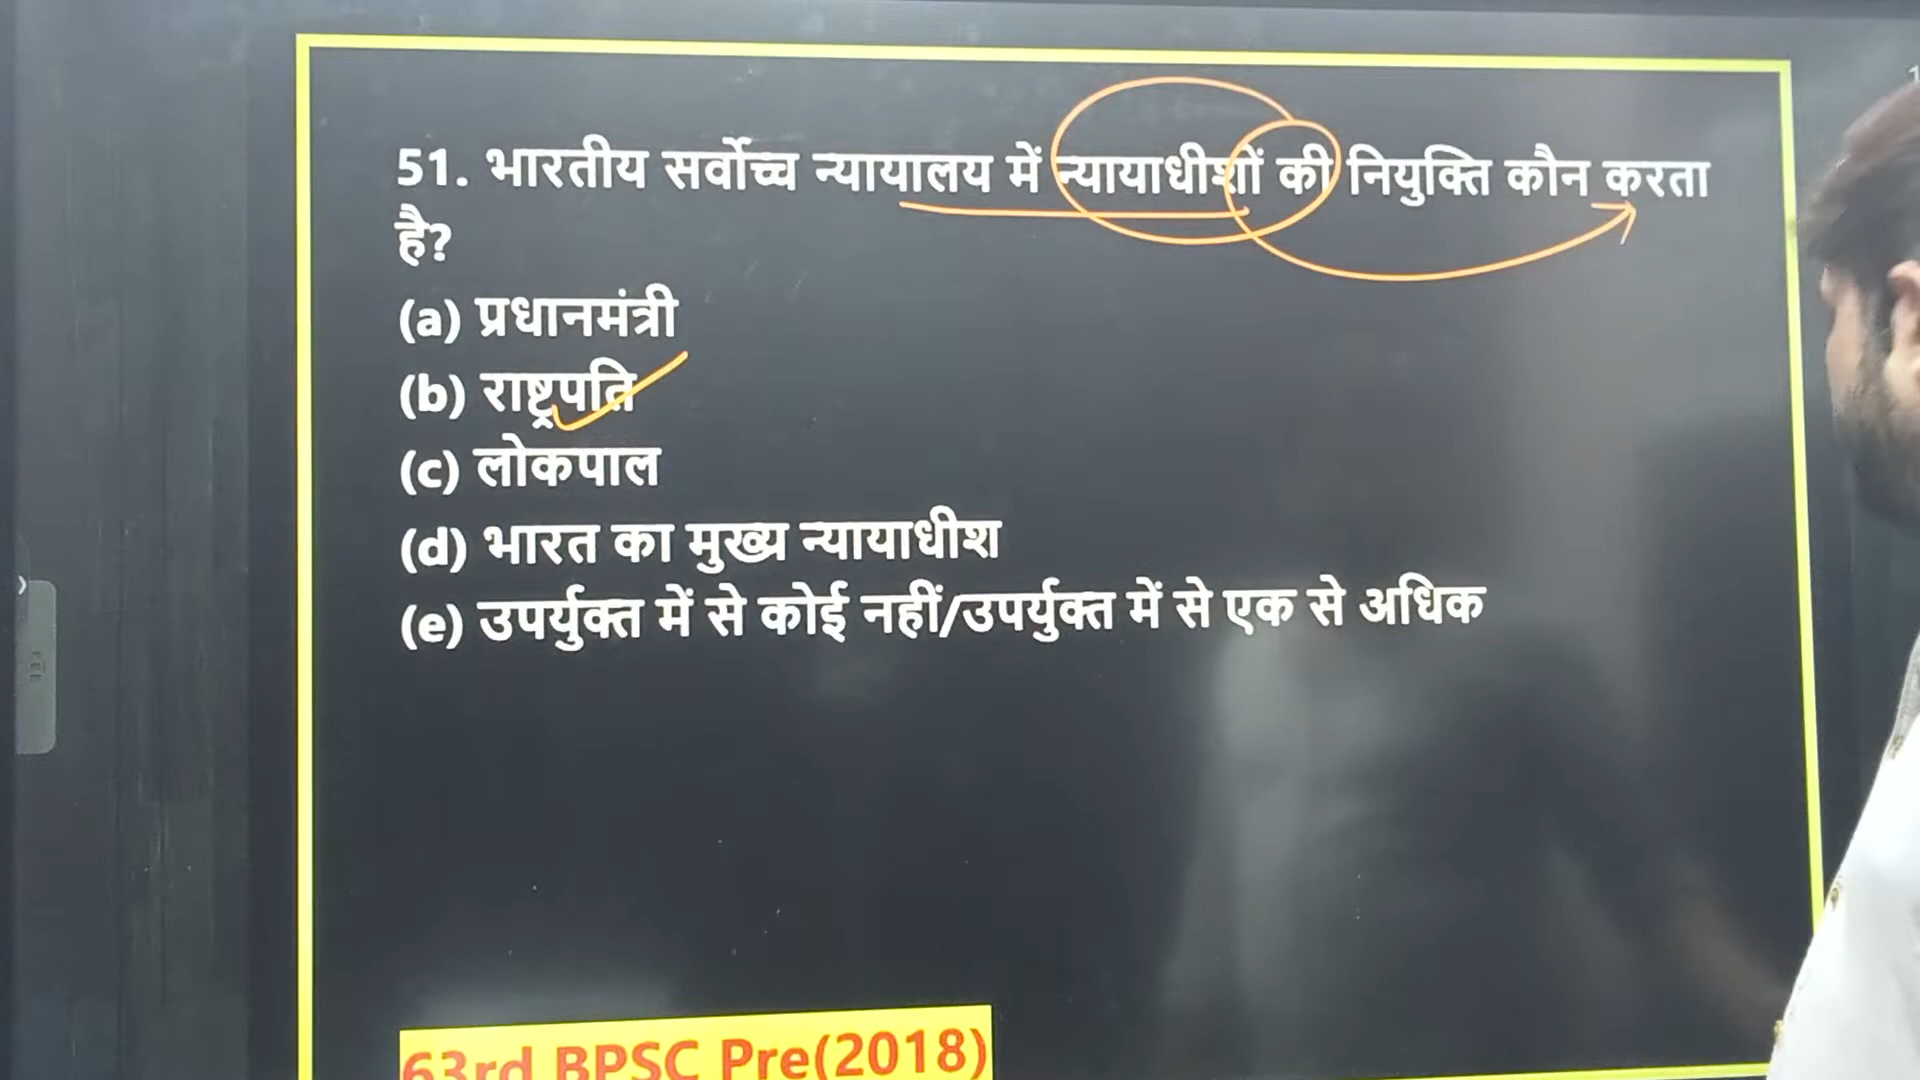 51. भारतीय सर्वोच्च न्यायालय में न्यायाधीशों की नियुक्ति कौन करता
है?
(a) प्रधानमंत्री
(b) राष्ट्रपति
(c) लोकपाल
(d) भारत का मुख्य न्यायाधीश
(e) उपर्युक्त में से कोई नहीं/उपर्युक्त में से एक से अधिक
63rd BPSC Pre(2018)